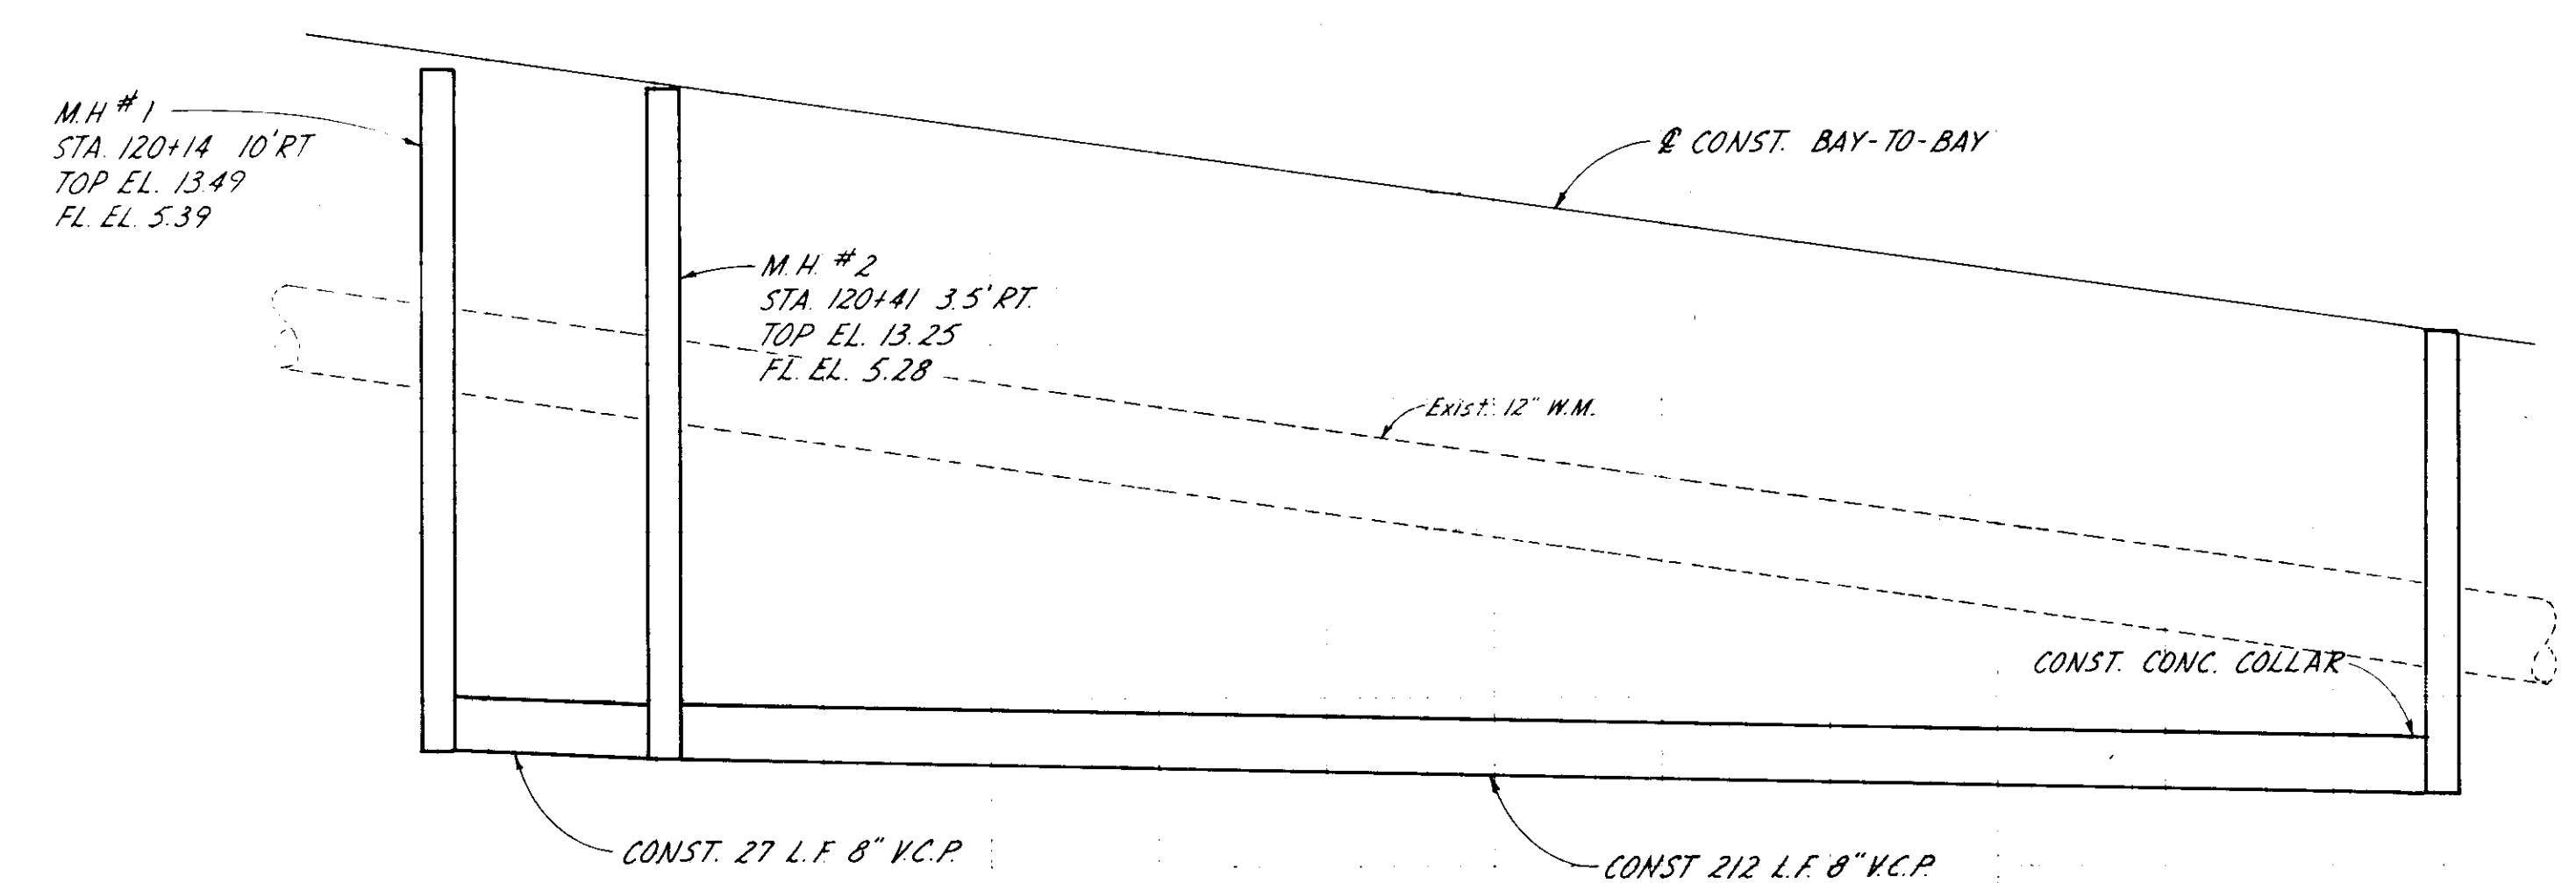 M.H # 1
STA. 120+14 10' RT
TOP EL. 13.49
FL. EL. 5.39
℄ CONST. BAY-TO-BAY
M.H. # 2
STA. 120+41 3.5' RT.
TOP EL. 13.25
FL. EL. 5.28
Exist. 12" W.M.
CONST. CONC. COLLAR
CONST. 27 L.F. 8" V.C.P.
CONST 212 L.F. 8" V.C.P.